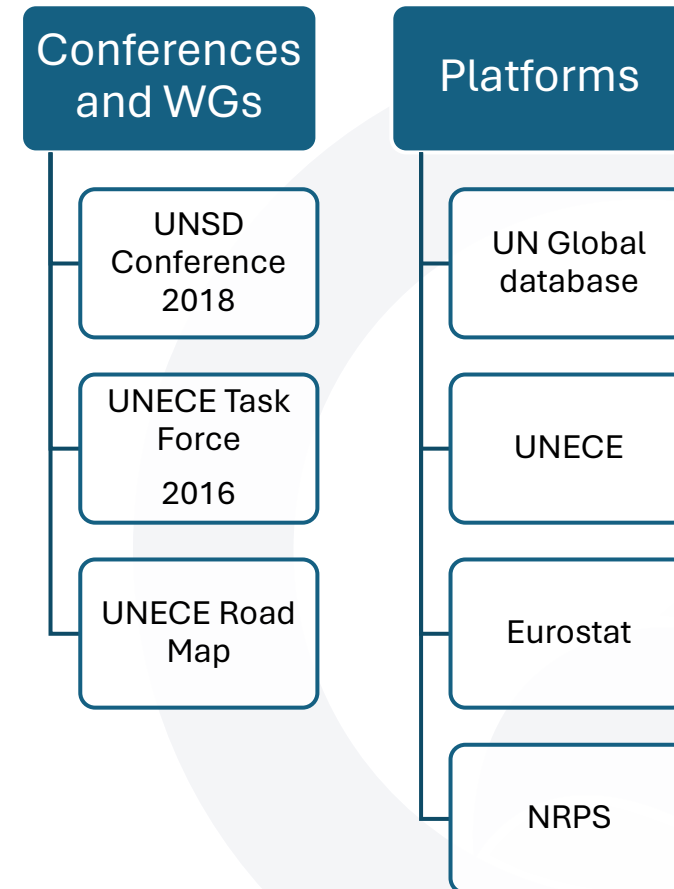 Conferences
and WGs
UNSD
Conference
2018
UNECE Task
Force
2016
UNECE Road
Map
Platforms
UN Global
database
UNECE
Eurostat
NRPS